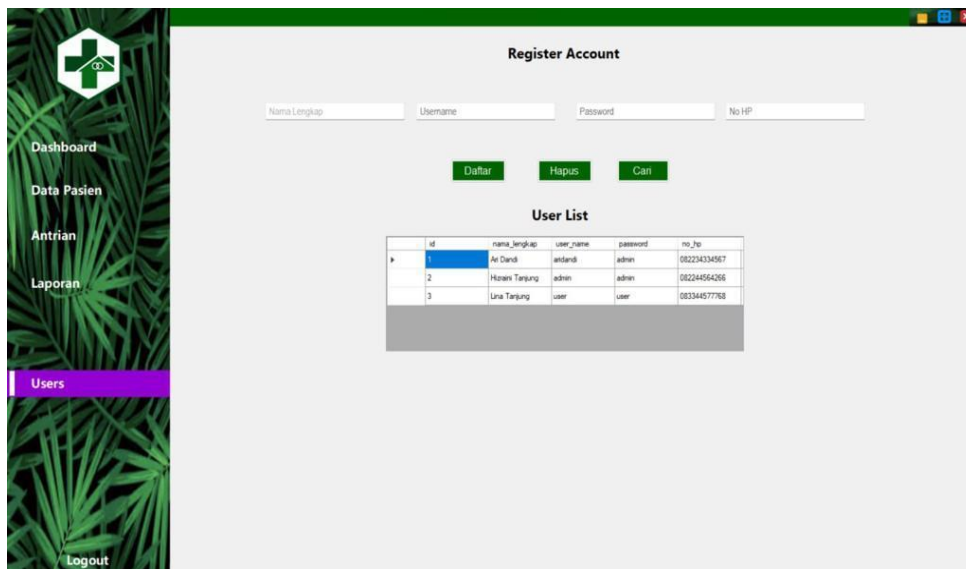 Register Account
Nama Lengkap Username Password No HP
Dashboard
Data Pasien
Antrian
Laporan
Users
Logout
Daftar Hapus Cari
User List
id nama_lengkap user_name password no_hp
1 Ari Dandi aridandi admin 082234334567
2 Hizraini Tanjung admin admin 082244564266
3 Lina Tanjung user user 083344577768